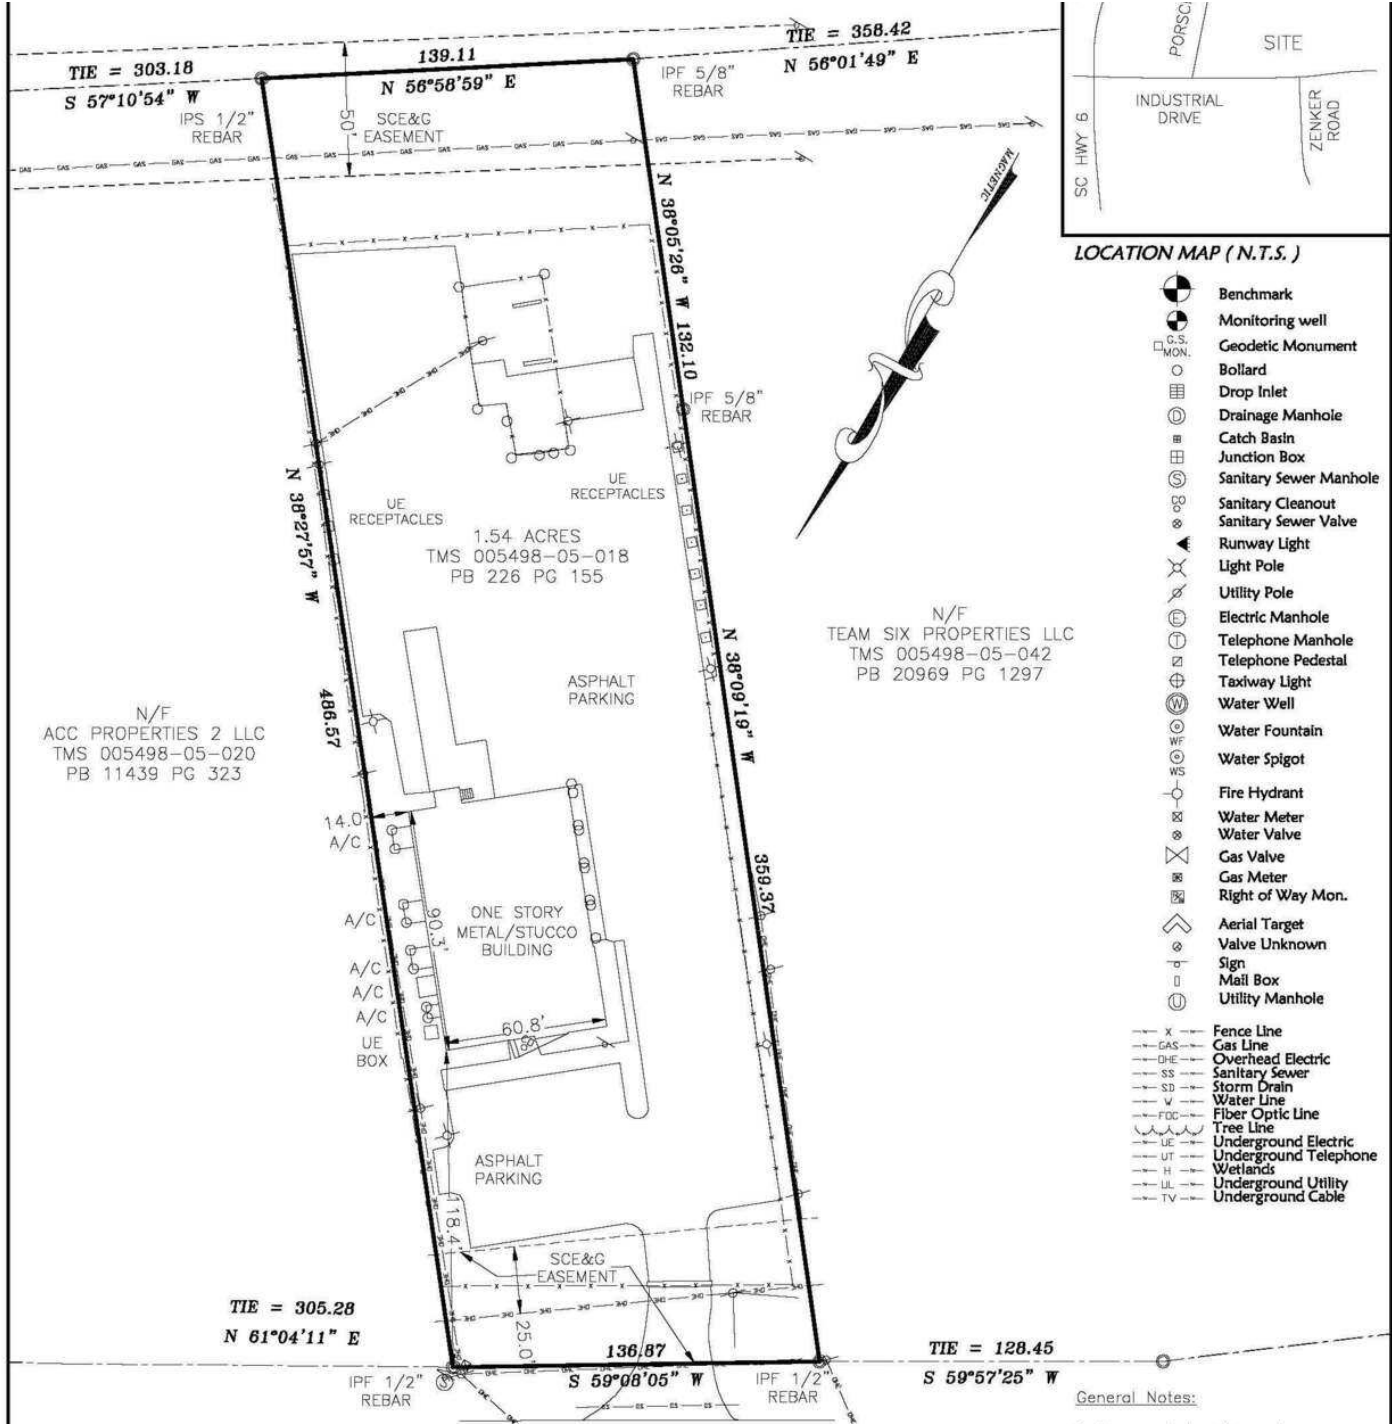 TIE = 303.18
S 57°10'54" W
139.11
N 56°58'59" E
TIE = 358.42
N 56°01'49" E
IPS 1/2"
REBAR
50'
SCE&G
EASEMENT
IPF 5/8"
REBAR
GAS GAS GAS GAS GAS GAS GAS GAS GAS
N 38°05'26" W 132.10
IPF 5/8"
REBAR
MAGNETIC
SC HWY 6
SITE
INDUSTRIAL
DRIVE
ZENKER
ROAD
LOCATION MAP ( N.T.S. )
Benchmark
Monitoring well
G.S.
MON.
Geodetic Monument
Bollard
Drop Inlet
D Drainage Manhole
Catch Basin
Junction Box
S Sanitary Sewer Manhole
CO Sanitary Cleanout
Sanitary Sewer Valve
Runway Light
Light Pole
Utility Pole
E Electric Manhole
T Telephone Manhole
Telephone Pedestal
Taxiway Light
W Water Well
Water Fountain
WF
Water Spigot
WS
Fire Hydrant
Water Meter
Water Valve
Gas Valve
Gas Meter
Right of Way Mon.
Aerial Target
Valve Unknown
Sign
Mail Box
U Utility Manhole
X Fence Line
GAS Gas Line
OHE Overhead Electric
SS Sanitary Sewer
SD Storm Drain
W Water Line
FOC Fiber Optic Line
Tree Line
UE Underground Electric
UT Underground Telephone
H Wetlands
UL Underground Utility
TV Underground Cable
N 38°27'57" W
486.57
UE
RECEPTACLES
UE
RECEPTACLES
1.54 ACRES
TMS 005498-05-018
PB 226 PG 155
N/F
TEAM SIX PROPERTIES LLC
TMS 005498-05-042
PB 20969 PG 1297
N 38°09'19" W
359.37
ASPHALT
PARKING
N/F
ACC PROPERTIES 2 LLC
TMS 005498-05-020
PB 11439 PG 323
14.0'
A/C
A/C
A/C
A/C
A/C
UE
BOX
90.3'
ONE STORY
METAL/STUCCO
BUILDING
60.8'
ASPHALT
PARKING
118.4'
SCE&G
EASEMENT
25.0'
TIE = 305.28
N 61°04'11" E
136.87
S 59°08'05" W
TIE = 128.45
S 59°57'25" W
IPF 1/2"
REBAR
IPF 1/2"
REBAR
General Notes: